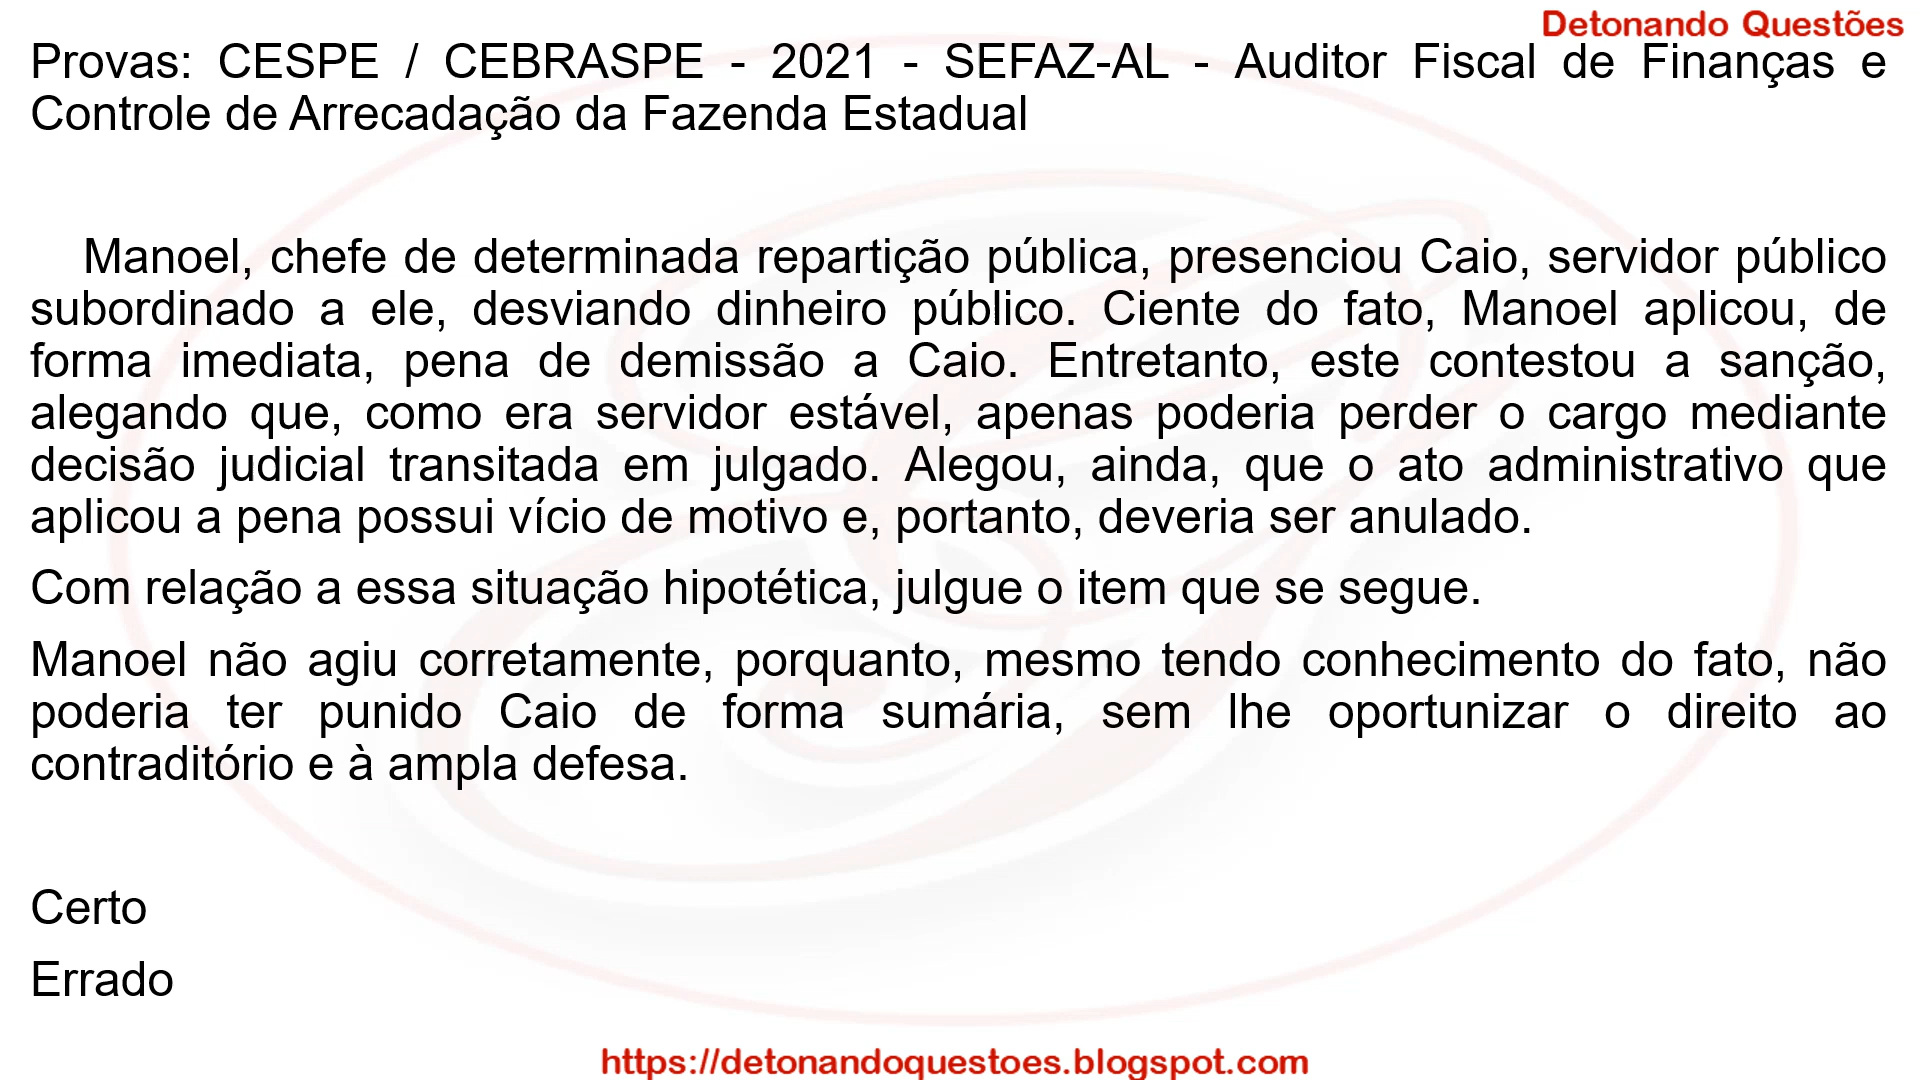 Detonando Questões
Provas: CESPE / CEBRASPE - 2021 - SEFAZ-AL - Auditor Fiscal de Finanças e
Controle de Arrecadação da Fazenda Estadual
Manoel, chefe de determinada repartição pública, presenciou Caio, servidor público
subordinado a ele, desviando dinheiro público. Ciente do fato, Manoel aplicou, de
forma imediata, pena de demissão a Caio. Entretanto, este contestou a sanção,
alegando que, como era servidor estável, apenas poderia perder o cargo mediante
decisão judicial transitada em julgado. Alegou, ainda, que o ato administrativo que
aplicou a pena possui vício de motivo e, portanto, deveria ser anulado.
Com relação a essa situação hipotética, julgue o item que se segue.
Manoel não agiu corretamente, porquanto, mesmo tendo conhecimento do fato, não
poderia ter punido Caio de forma sumária, sem lhe oportunizar o direito ao
contraditório e à ampla defesa.
Certo
Errado
https://detonandoquestoes.blogspot.com